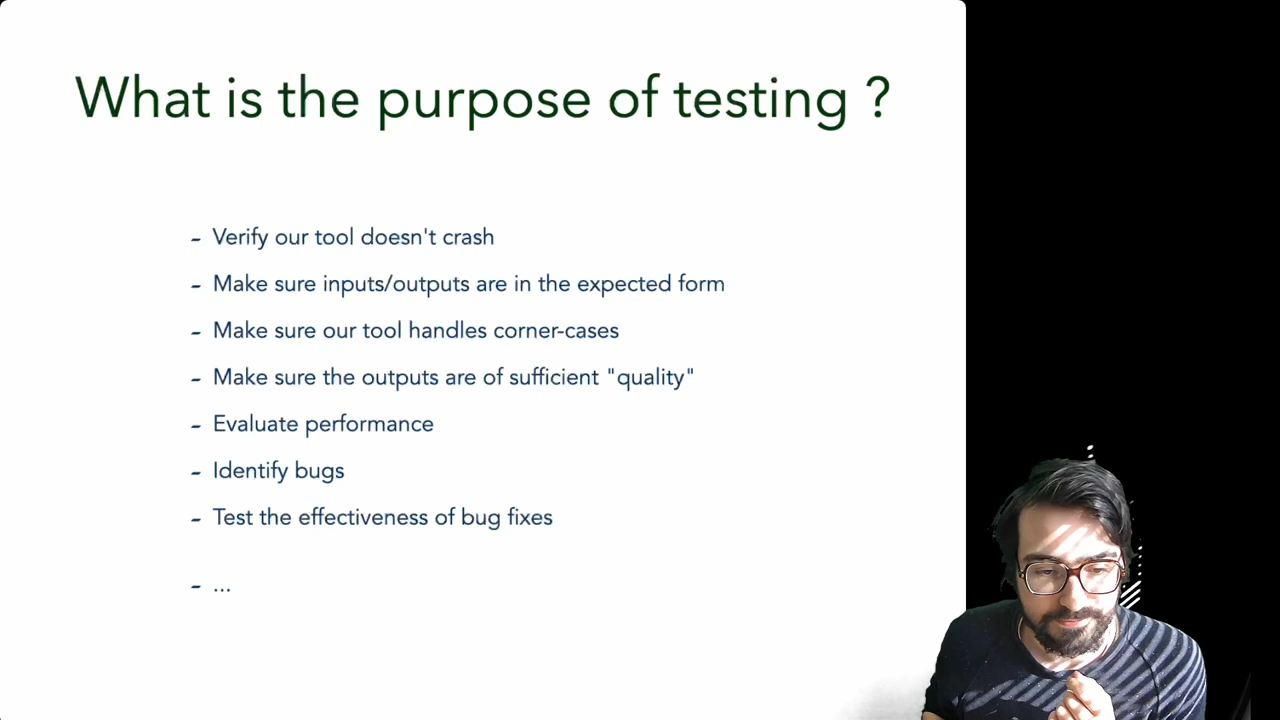 What is the purpose of testing ?
- Verify our tool doesn't crash
- Make sure inputs/outputs are in the expected form
- Make sure our tool handles corner-cases
- Make sure the outputs are of sufficient "quality"
- Evaluate performance
- Identify bugs
- Test the effectiveness of bug fixes
- ...